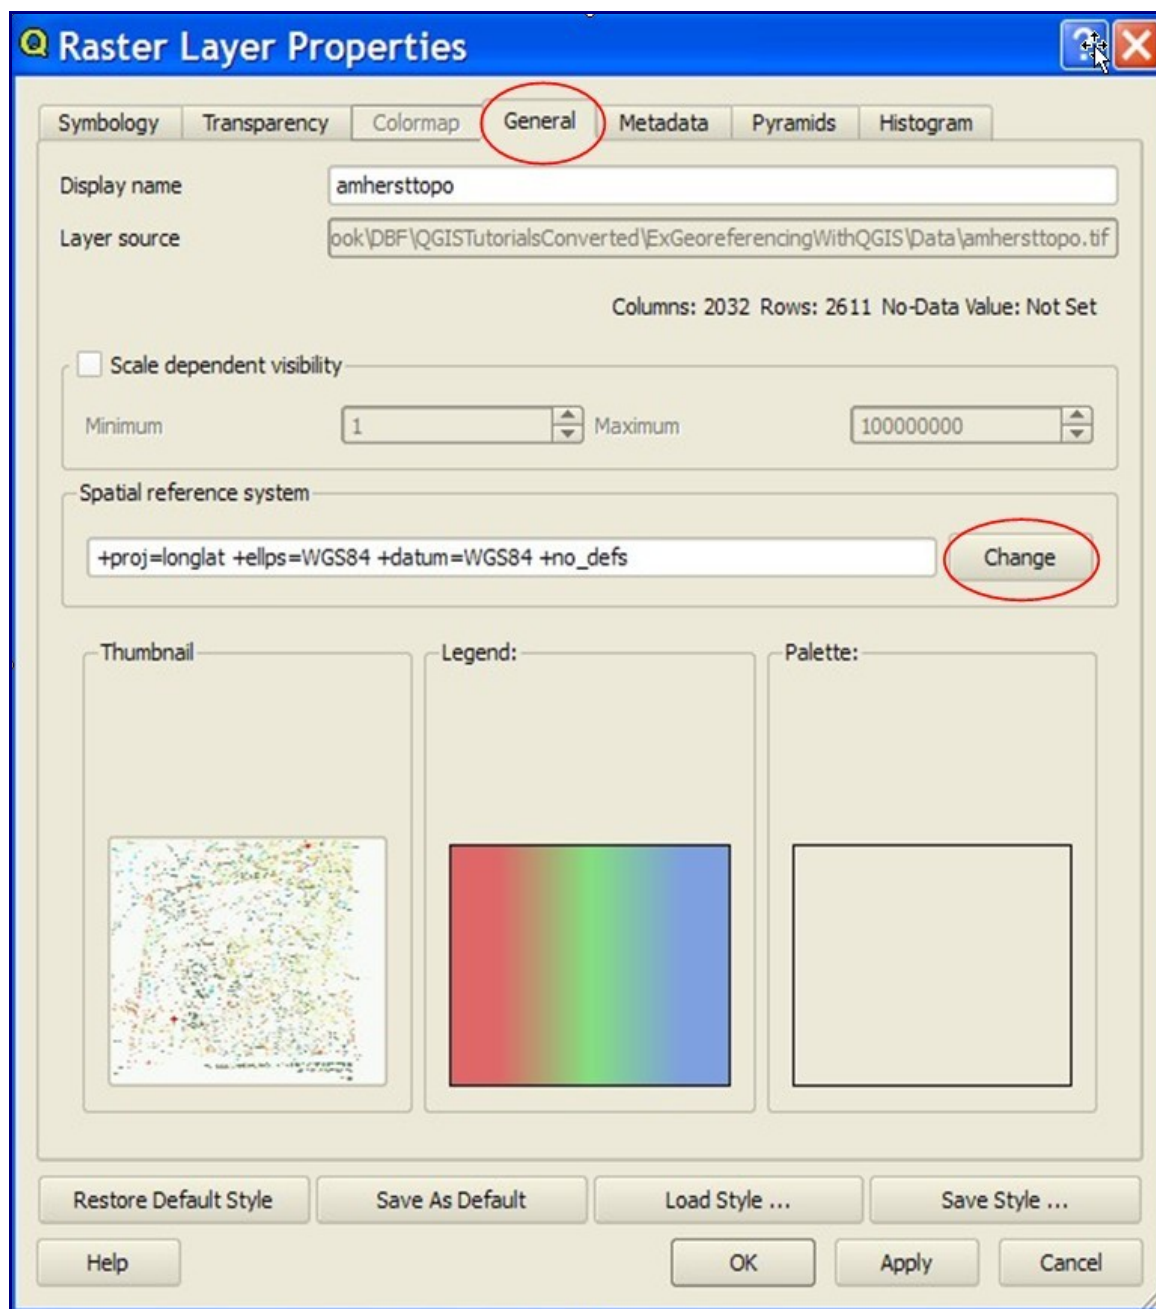 Raster Layer Properties
Symbology Transparency Colormap General Metadata Pyramids Histogram
Display name amhersttopo
Layer source ook\DBF\QGISTutorialsConverted\ExGeoreferencingWithQGIS\Data\amhersttopo.tif
Columns: 2032 Rows: 2611 No-Data Value: Not Set
Scale dependent visibility
Minimum 1 Maximum 100000000
Spatial reference system
+proj=longlat +ellps=WGS84 +datum=WGS84 +no_defs Change
Thumbnail Legend: Palette:
Restore Default Style Save As Default Load Style ... Save Style ...
Help OK Apply Cancel